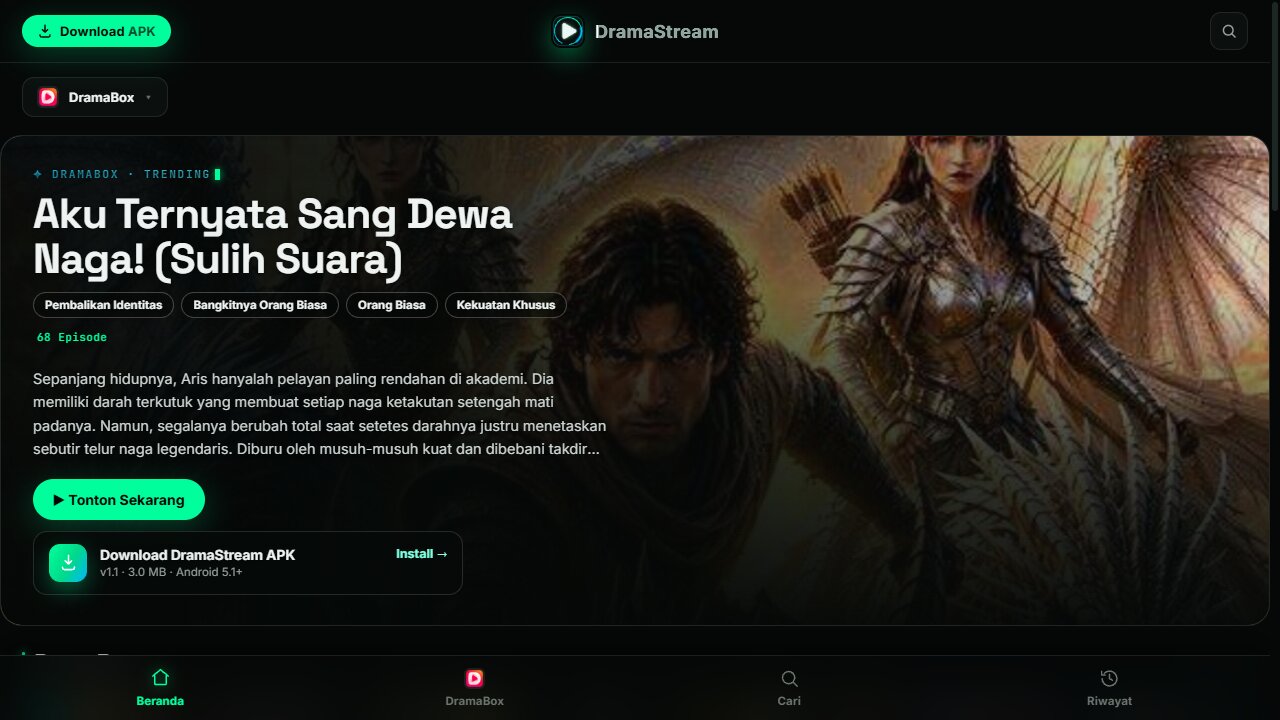 Download APK
DramaStream
DramaBox
DRAMABOX · TRENDING
Aku Ternyata Sang Dewa
Naga! (Sulih Suara)
Pembalikan Identitas
Bangkitnya Orang Biasa
Orang Biasa
Kekuatan Khusus
68 Episode
Sepanjang hidupnya, Aris hanyalah pelayan paling rendahan di akademi. Dia
memiliki darah terkutuk yang membuat setiap naga ketakutan setengah mati
padanya. Namun, segalanya berubah total saat setetes darahnya justru menetaskan
sebutir telur naga legendaris. Diburu oleh musuh-musuh kuat dan dibebani takdir...
▶ Tonton Sekarang
Download DramaStream APK
Install →
v1.1 · 3.0 MB · Android 5.1+
Beranda
DramaBox
Cari
Riwayat